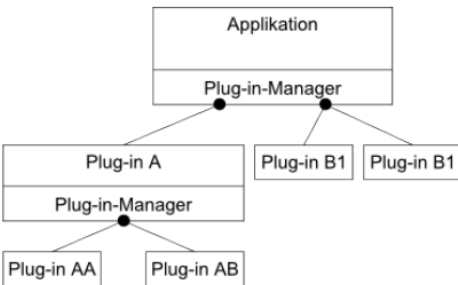 Applikation
Plug-in-Manager
Plug-in A
Plug-in B1
Plug-in B1
Plug-in-Manager
Plug-in AA
Plug-in AB